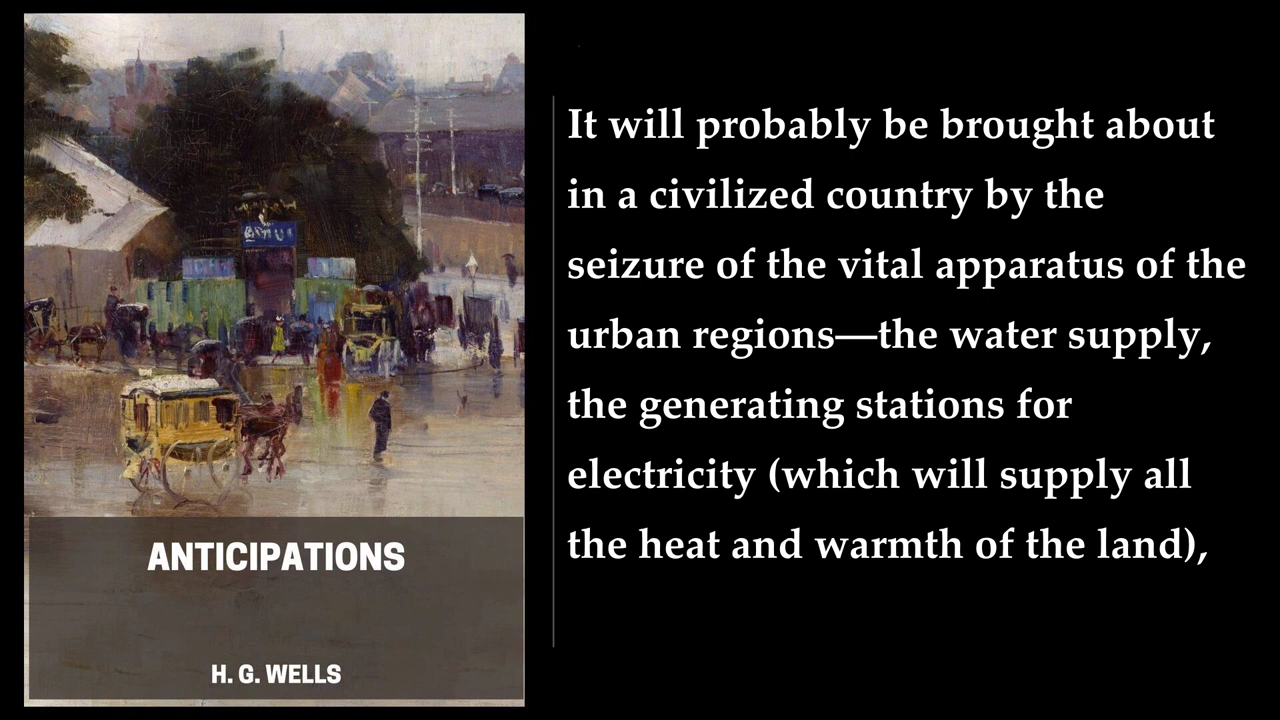 ANTICIPATIONS
H. G. WELLS
It will probably be brought about
in a civilized country by the
seizure of the vital apparatus of the
urban regions—the water supply,
the generating stations for
electricity (which will supply all
the heat and warmth of the land),